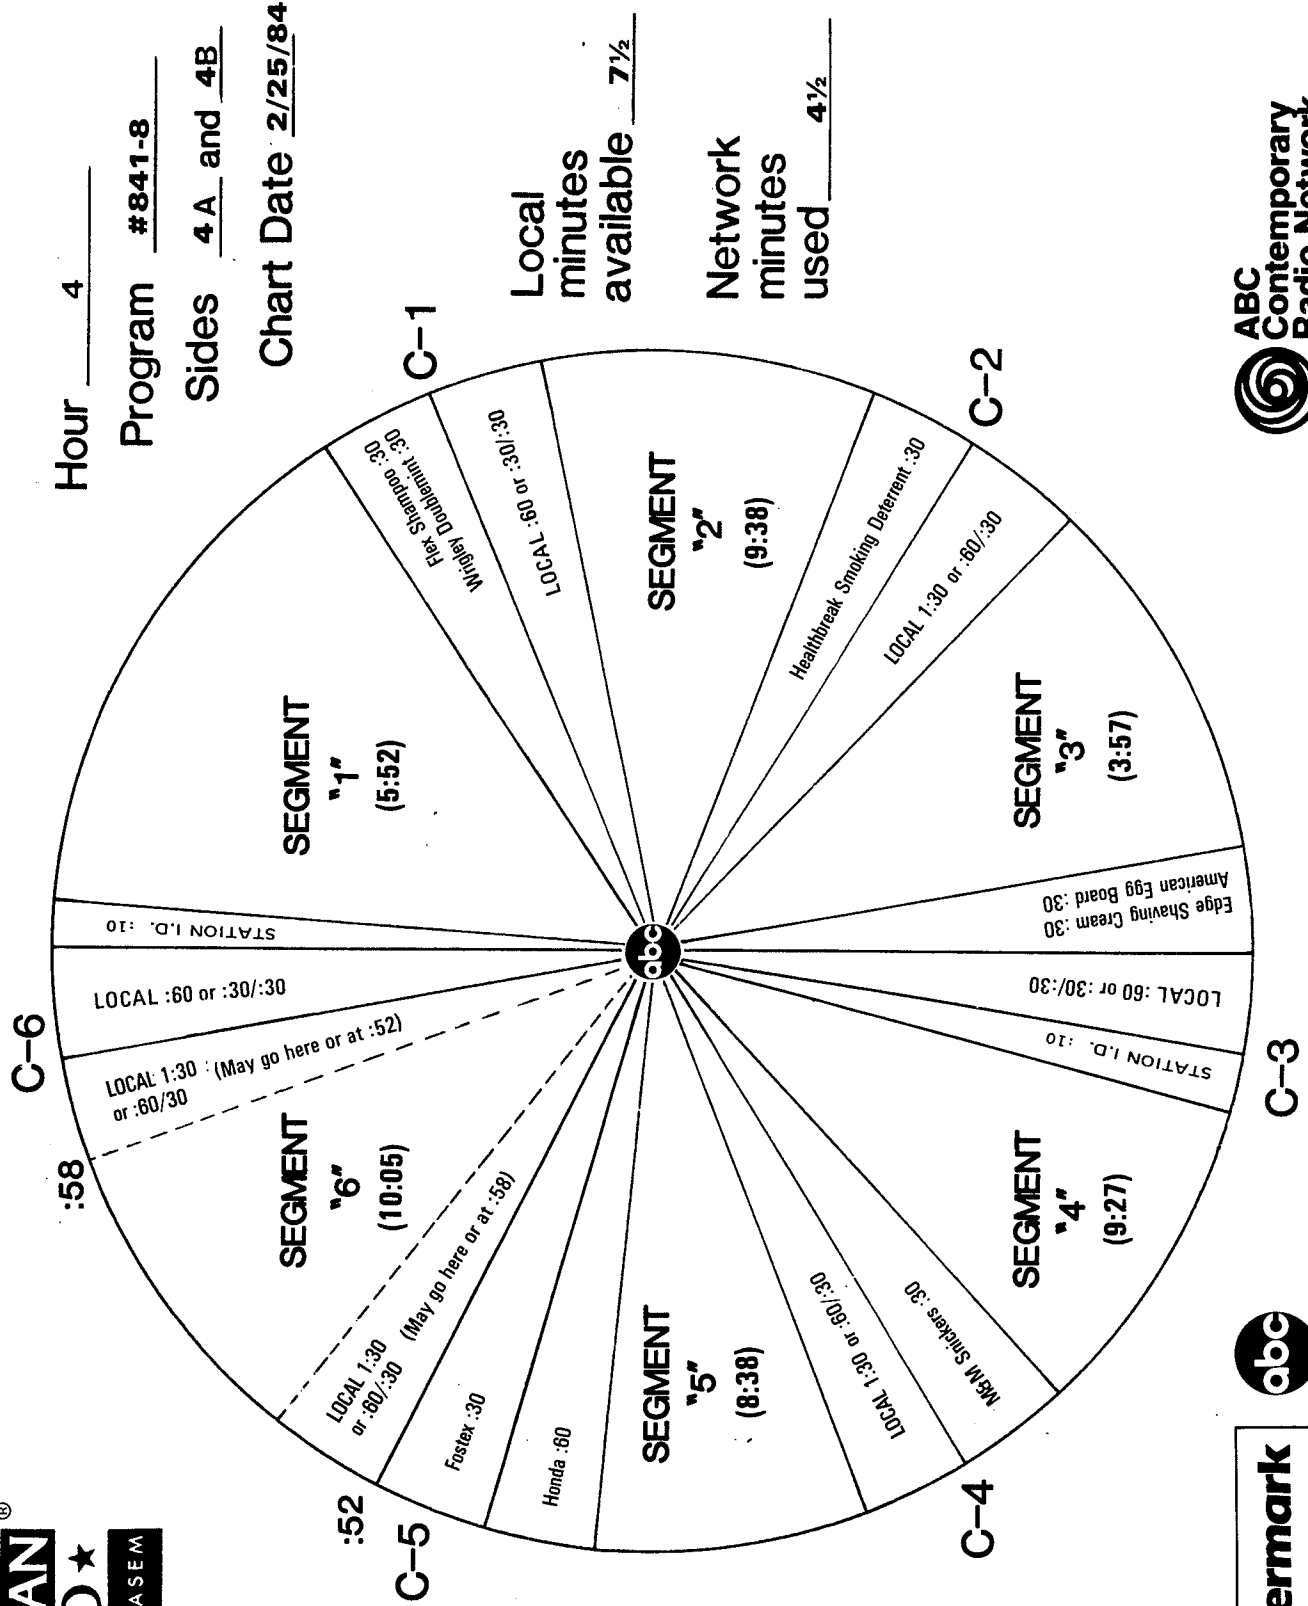 AN®
★
ASEM
Hour 4
Program #841-8
Sides 4A and 4B
Chart Date 2/25/84
Local
minutes
available 7½
Network
minutes
used 4½
SEGMENT
"1"
(5:52)
Flex Shampoo :30
Wrigley Doublemint :30
C-1
LOCAL :60 or :30/:30
SEGMENT
"2"
(9:38)
Healthbreak Smoking Deterrent :30
C-2
LOCAL 1:30 or :60/:30
SEGMENT
"3"
(3:57)
Edge Shaving Cream :30
American Egg Board :30
LOCAL :60 or :30/:30
C-3
STATION I.D. :10
SEGMENT
"4"
(9:27)
M&M Snickers :30
C-4
LOCAL 1:30 or :60/:30
SEGMENT
"5"
(8:38)
Honda :60
Fostex :30
C-5
:52
LOCAL 1:30
or :60/:30 (May go here or at :58)
SEGMENT
"6"
(10:05)
:58
LOCAL 1:30 (May go here or at :52)
or :60/30
C-6
LOCAL :60 or :30/:30
STATION I.D. :10
abc
ermark
abc
ABC
Contemporary
Radio Network